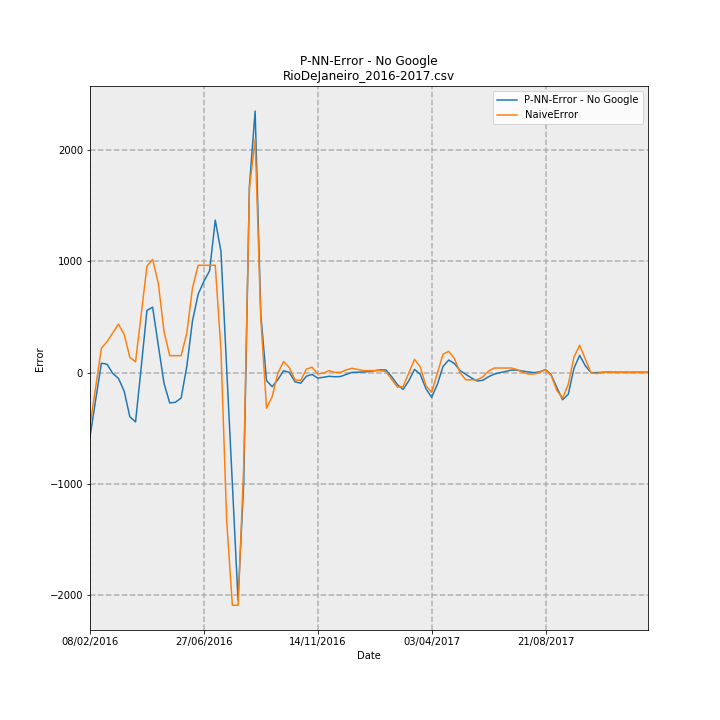 P-NN-Error - No Google
RioDeJaneiro_2016-2017.csv
P-NN-Error - No Google
NaiveError
2000
1000
0
−1000
−2000
Error
08/02/2016
27/06/2016
14/11/2016
03/04/2017
21/08/2017
Date